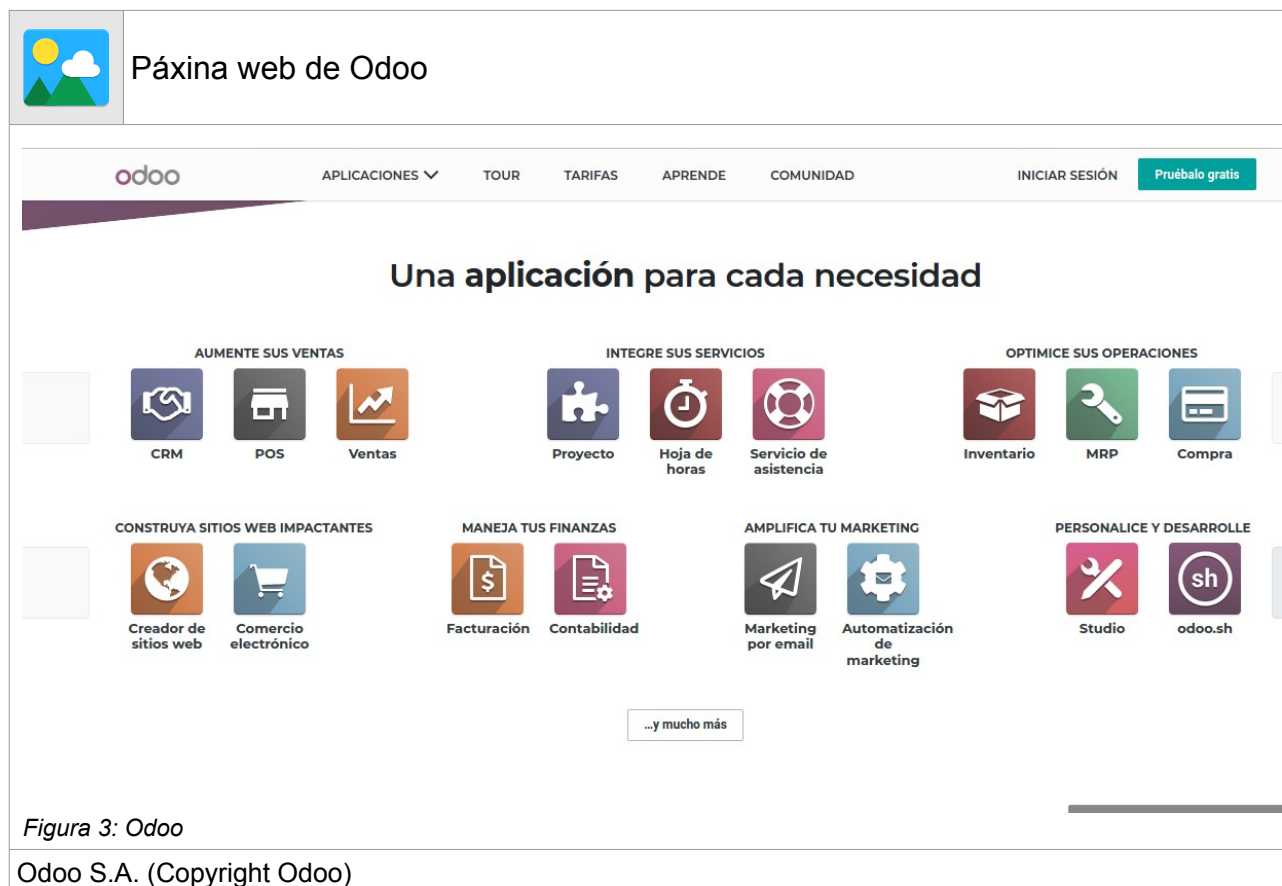 Páxina web de Odoo
odoo
APLICACIONES
TOUR
TARIFAS
APRENDE
COMUNIDAD
INICIAR SESIÓN
Pruébalo gratis
Una aplicación para cada necesidad
AUMENTE SUS VENTAS
CRM
POS
Ventas
INTEGRE SUS SERVICIOS
Proyecto
Hoja de
horas
Servicio de
asistencia
OPTIMICE SUS OPERACIONES
Inventario
MRP
Compra
CONSTRUYA SITIOS WEB IMPACTANTES
Creador de
sitios web
Comercio
electrónico
MANEJA TUS FINANZAS
$
Facturación
Contabilidad
AMPLIFICA TU MARKETING
Marketing
por email
Automatización
de
marketing
PERSONALICE Y DESARROLLE
Studio
sh
odoo.sh
...y mucho más
Figura 3: Odoo
Odoo S.A. (Copyright Odoo)